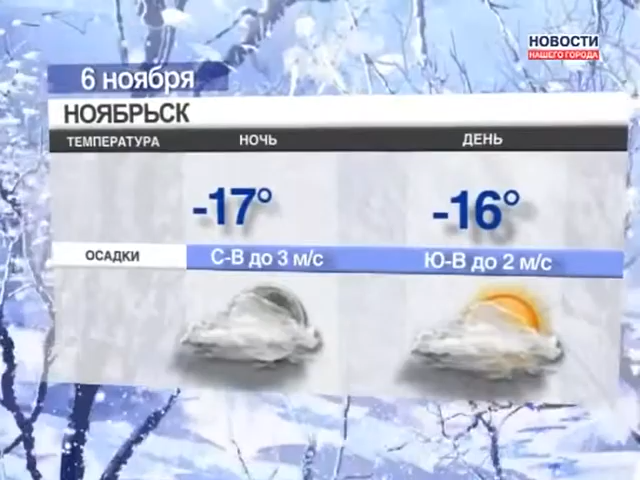 НОВОСТИ
НАШЕГО ГОРОДА
6 ноября
НОЯБРЬСК
ТЕМПЕРАТУРА НОЧЬ ДЕНЬ
-17° -16°
ОСАДКИ С-В до 3 м/с Ю-В до 2 м/с